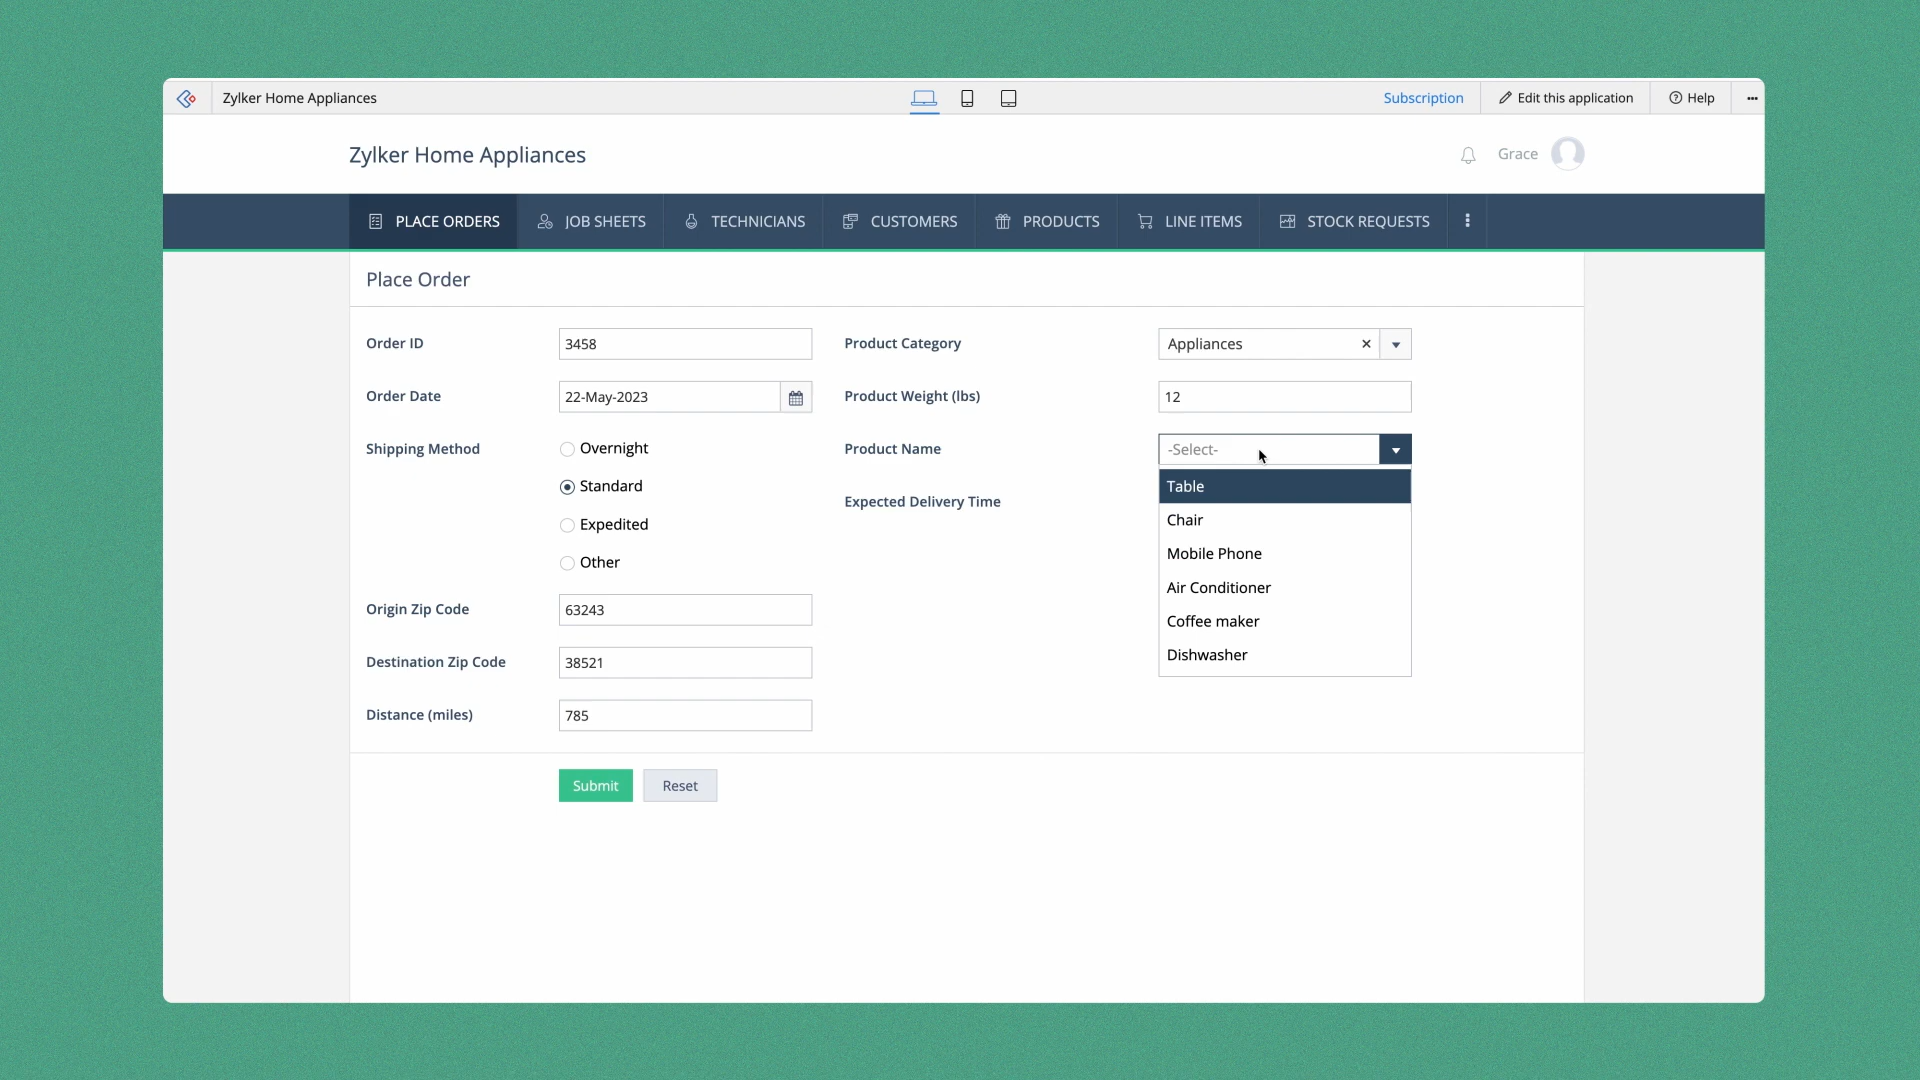 Zylker Home Appliances
Subscription
Edit this application
Help
Zylker Home Appliances
Grace
PLACE ORDERS
JOB SHEETS
TECHNICIANS
CUSTOMERS
PRODUCTS
LINE ITEMS
STOCK REQUESTS
Place Order
Order ID
3458
Order Date
22-May-2023
Shipping Method
Overnight
Standard
Expedited
Other
Origin Zip Code
63243
Destination Zip Code
38521
Distance (miles)
785
Product Category
Appliances
Product Weight (lbs)
12
Product Name
-Select-
Table
Chair
Mobile Phone
Air Conditioner
Coffee maker
Dishwasher
Expected Delivery Time
Submit
Reset